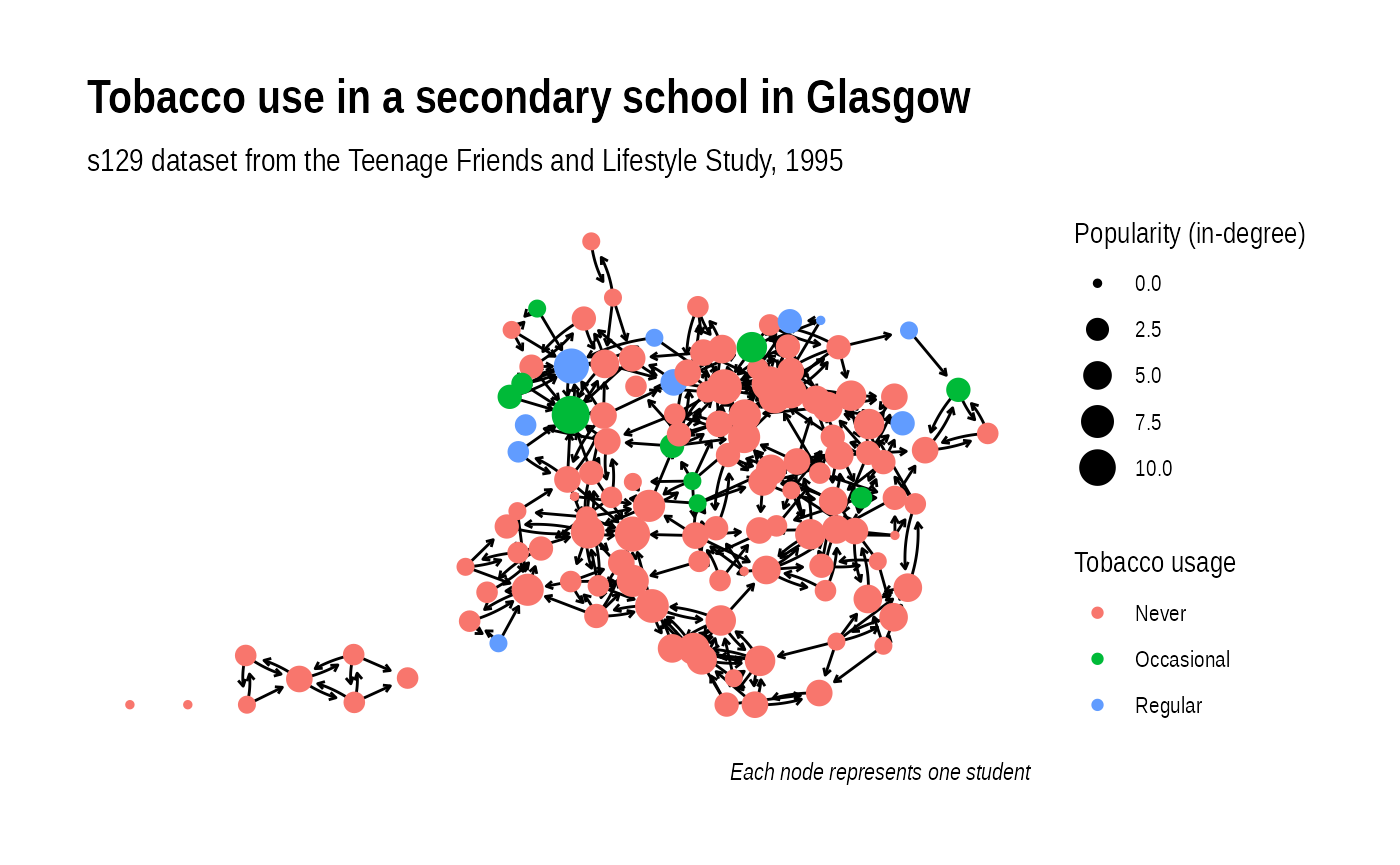 Tobacco use in a secondary school in Glasgow
s129 dataset from the Teenage Friends and Lifestyle Study, 1995
Popularity (in-degree)
0.0
2.5
5.0
7.5
10.0
Tobacco usage
Never
Occasional
Regular
Each node represents one student